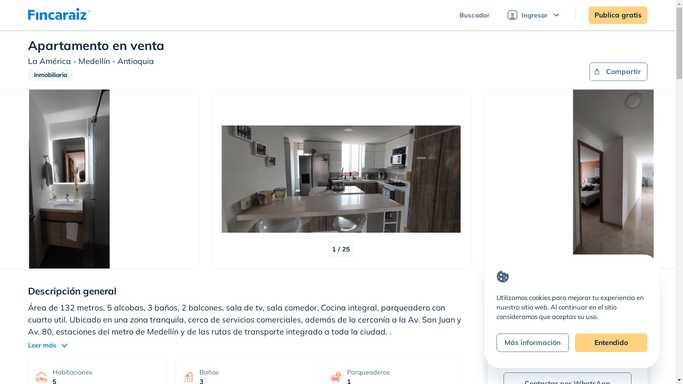 Fincaraiz
Buscador
Ingresar
Publica gratis
Apartamento en venta
La América - Medellín - Antioquia
Inmobiliaria
Compartir
1 / 25
Descripción general
Área de 132 metros, 5 alcobas, 3 baños, 2 balcones, sala de tv, sala comedor, Cocina integral, parqueadero con
cuarto util. Ubicado en una zona tranquila, cerca de servicios comerciales, además de la cercanía a la Av. San Juan y
Av. 80, estaciones del metro de Medellín y de las rutas de transporte integrado a toda la ciudad. .
Leer más
Habitaciones
5
Baños
3
Parqueaderos
1
Utilizamos cookies para mejorar tu experiencia en
nuestro sitio web. Al continuar en el sitio
consideramos que aceptas su uso.
Más información
Entendido
Contactar por WhatsApp